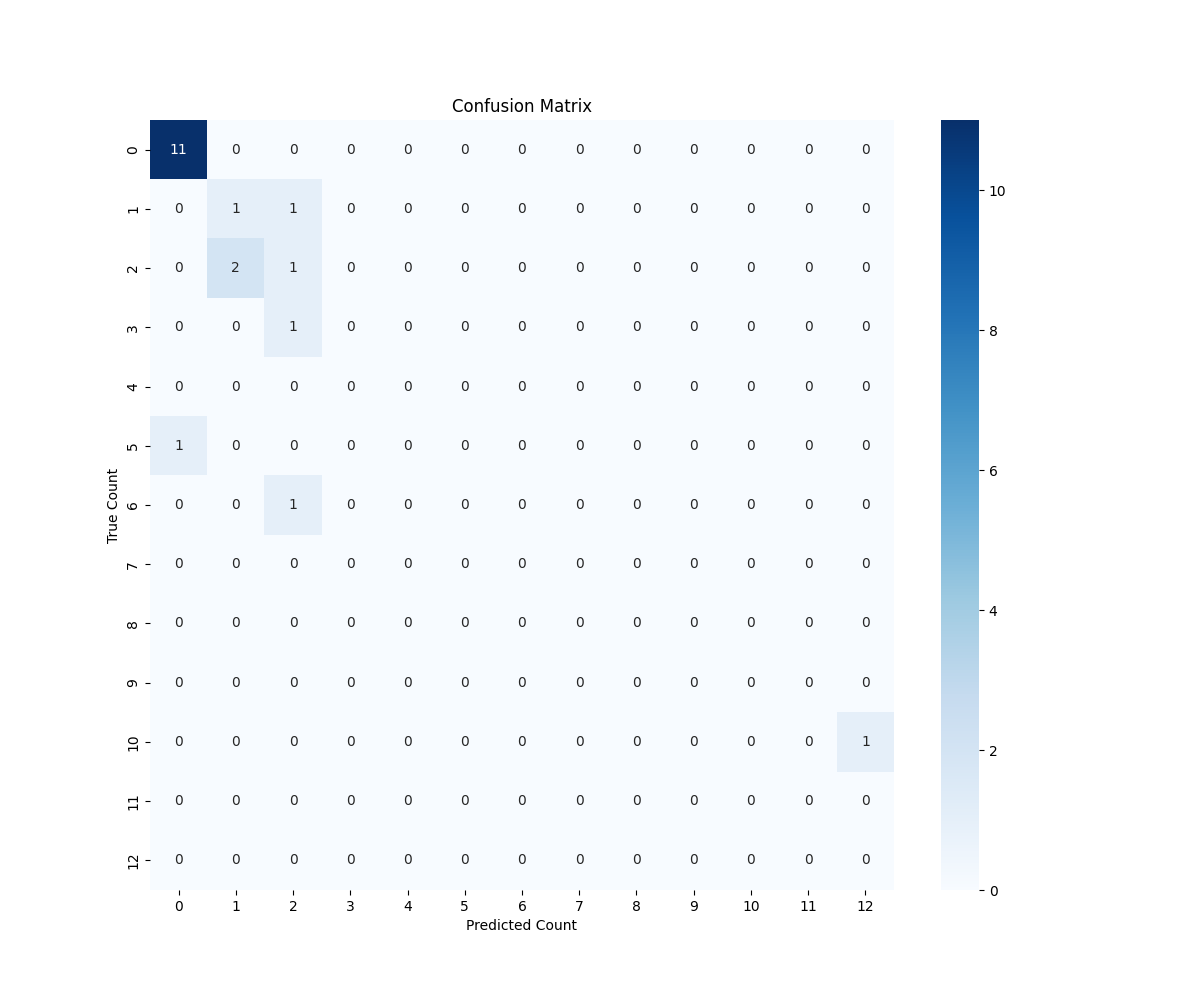 Confusion Matrix
0 11 0 0 0 0 0 0 0 0 0 0 0 0
1 0 1 1 0 0 0 0 0 0 0 0 0 0
2 0 2 1 0 0 0 0 0 0 0 0 0 0
3 0 0 1 0 0 0 0 0 0 0 0 0 0
4 0 0 0 0 0 0 0 0 0 0 0 0 0
5 1 0 0 0 0 0 0 0 0 0 0 0 0
6 0 0 1 0 0 0 0 0 0 0 0 0 0
7 0 0 0 0 0 0 0 0 0 0 0 0 0
8 0 0 0 0 0 0 0 0 0 0 0 0 0
9 0 0 0 0 0 0 0 0 0 0 0 0 0
10 0 0 0 0 0 0 0 0 0 0 0 0 1
11 0 0 0 0 0 0 0 0 0 0 0 0 0
12 0 0 0 0 0 0 0 0 0 0 0 0 0
0 1 2 3 4 5 6 7 8 9 10 11 12
Predicted Count
True Count
10
8
6
4
2
0